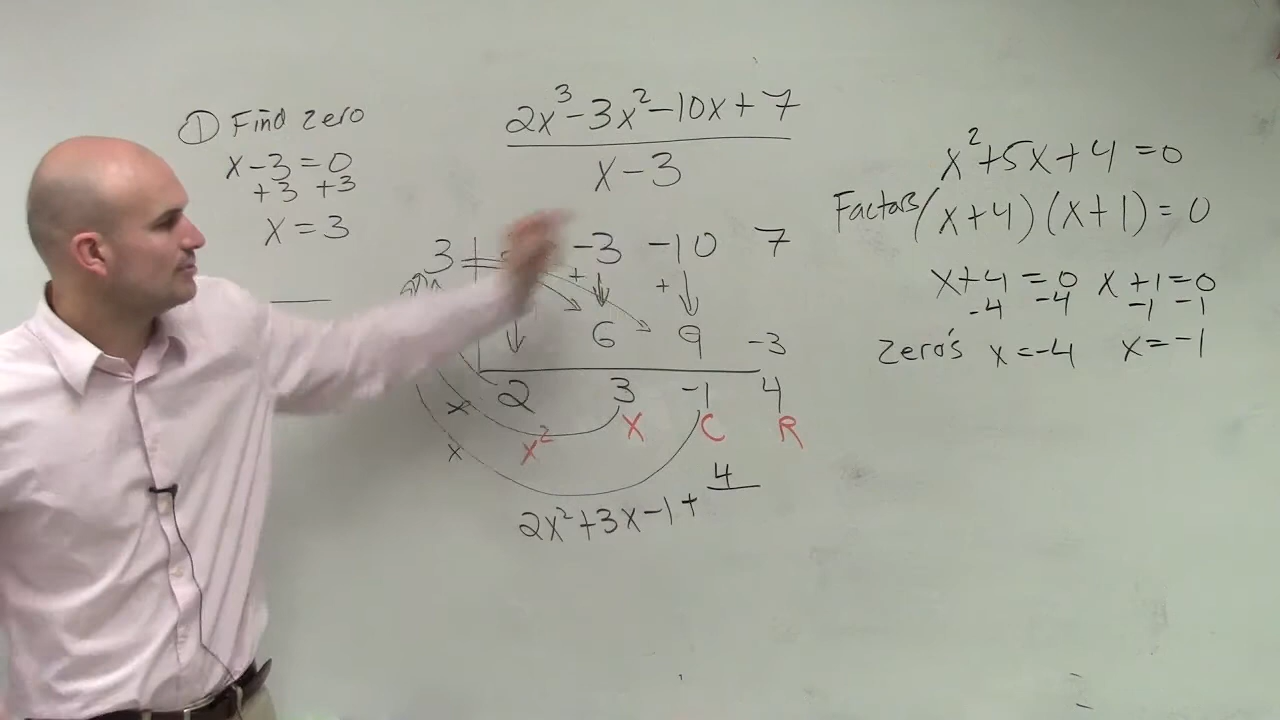 ① Find zero
x-3=0
+3 +3
x=3
2x³-3x²-10x+7
x-3
3 -3 -10 7
+ +
6 9 -3
2 3 -1 4
x x² X C R
x
4
2x²+3x-1+
x²+5x+4=0
Factors (x+4)(x+1)=0
x+4=0 x+1=0
-4 -4 -1 -1
Zero's x=-4 x=-1